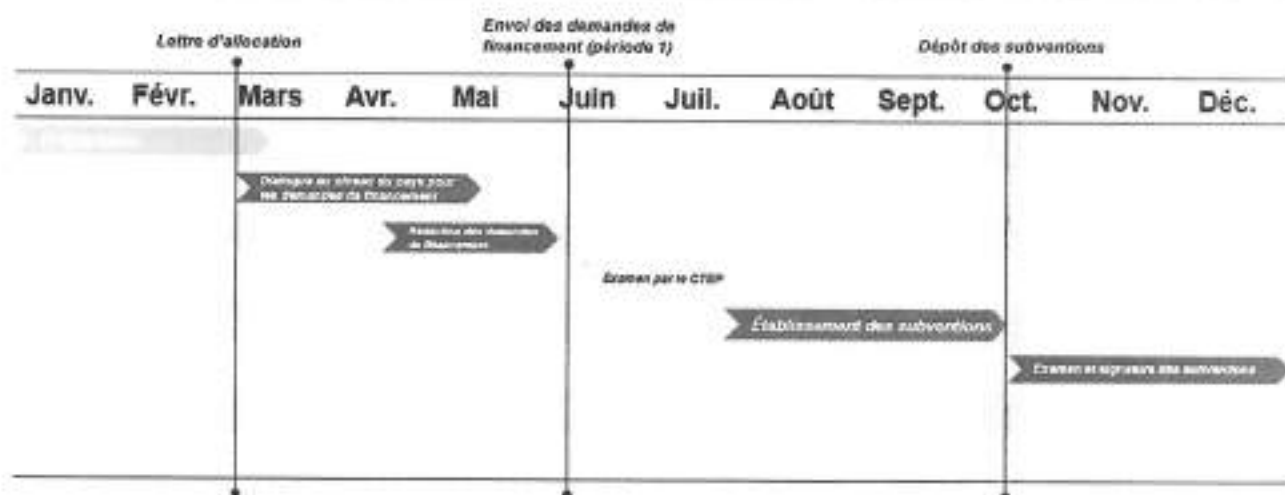 Lettre d'allocation
Envoi des demandes de
financement (période 1)
Dépôt des subventions
Janv. Févr. Mars Avr. Mai Juin Juil. Août Sept. Oct. Nov. Déc.
Dialogue au niveau du pays pour
les demandes de financement
Rédaction des demandes
de financement
Examen par le CTEP
Établissement des subventions
Examen et signature des subventions